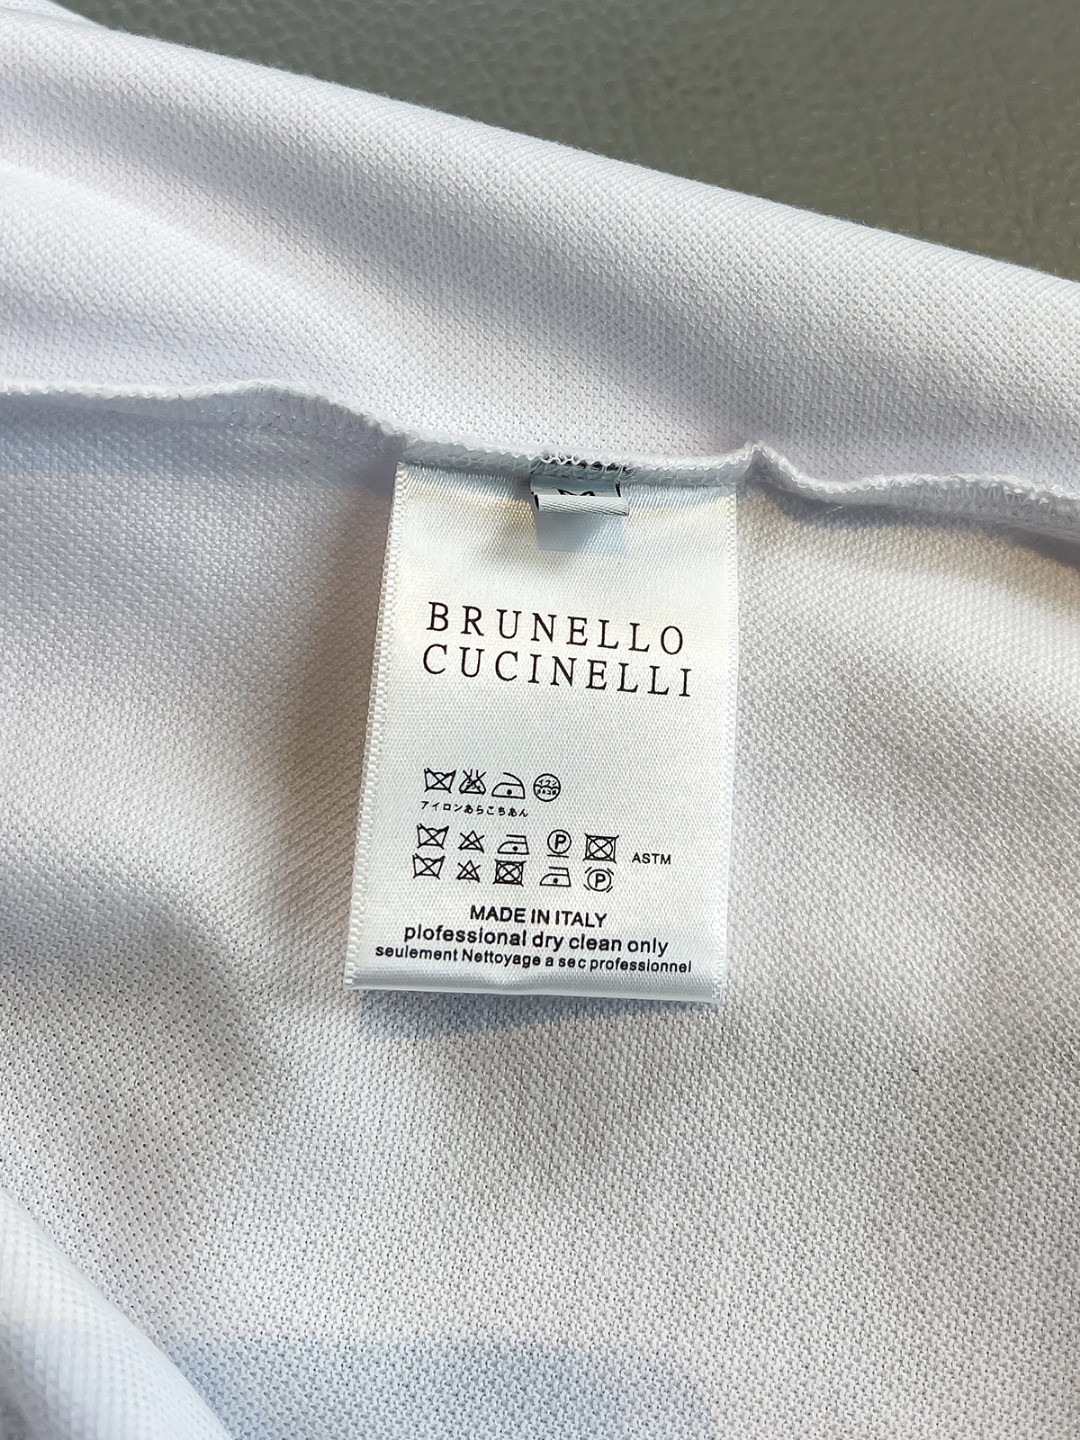 BRUNELLO
CUCINELLI
アイロンあらこちあん
P ASTM
P
MADE IN ITALY
plofessional dry clean only
seulement Nettoyage a sec professionnel